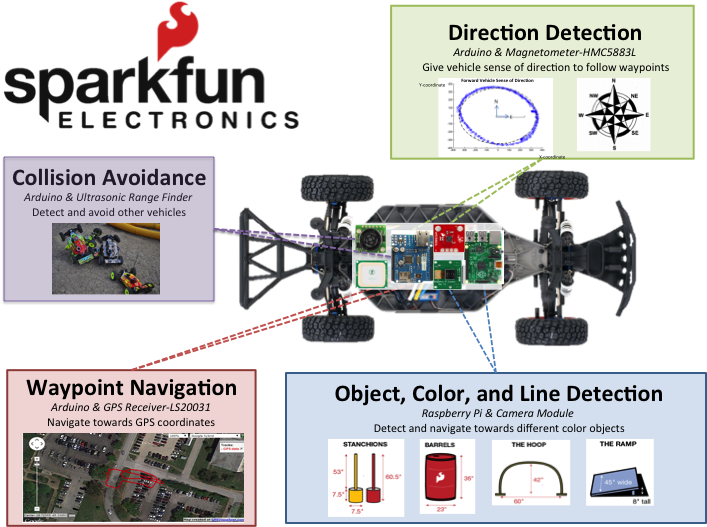 sparkfun
ELECTRONICS
Direction Detection
Arduino & Magnetometer-HMC5883L
Give vehicle sense of direction to follow waypoints
Forward Vehicle Sense of Direction
Y-coordinate
N
E
X-coordinate
N
NW
NE
W
E
SW
SE
S
Collision Avoidance
Arduino & Ultrasonic Range Finder
Detect and avoid other vehicles
Waypoint Navigation
Arduino & GPS Receiver-LS20031
Navigate towards GPS coordinates
Object, Color, and Line Detection
Raspberry Pi & Camera Module
Detect and navigate towards different color objects
STANCHIONS
53"
60.5"
7.5"
7.5"
BARRELS
36"
23"
THE HOOP
42"
60"
THE RAMP
45" wide
8" tall